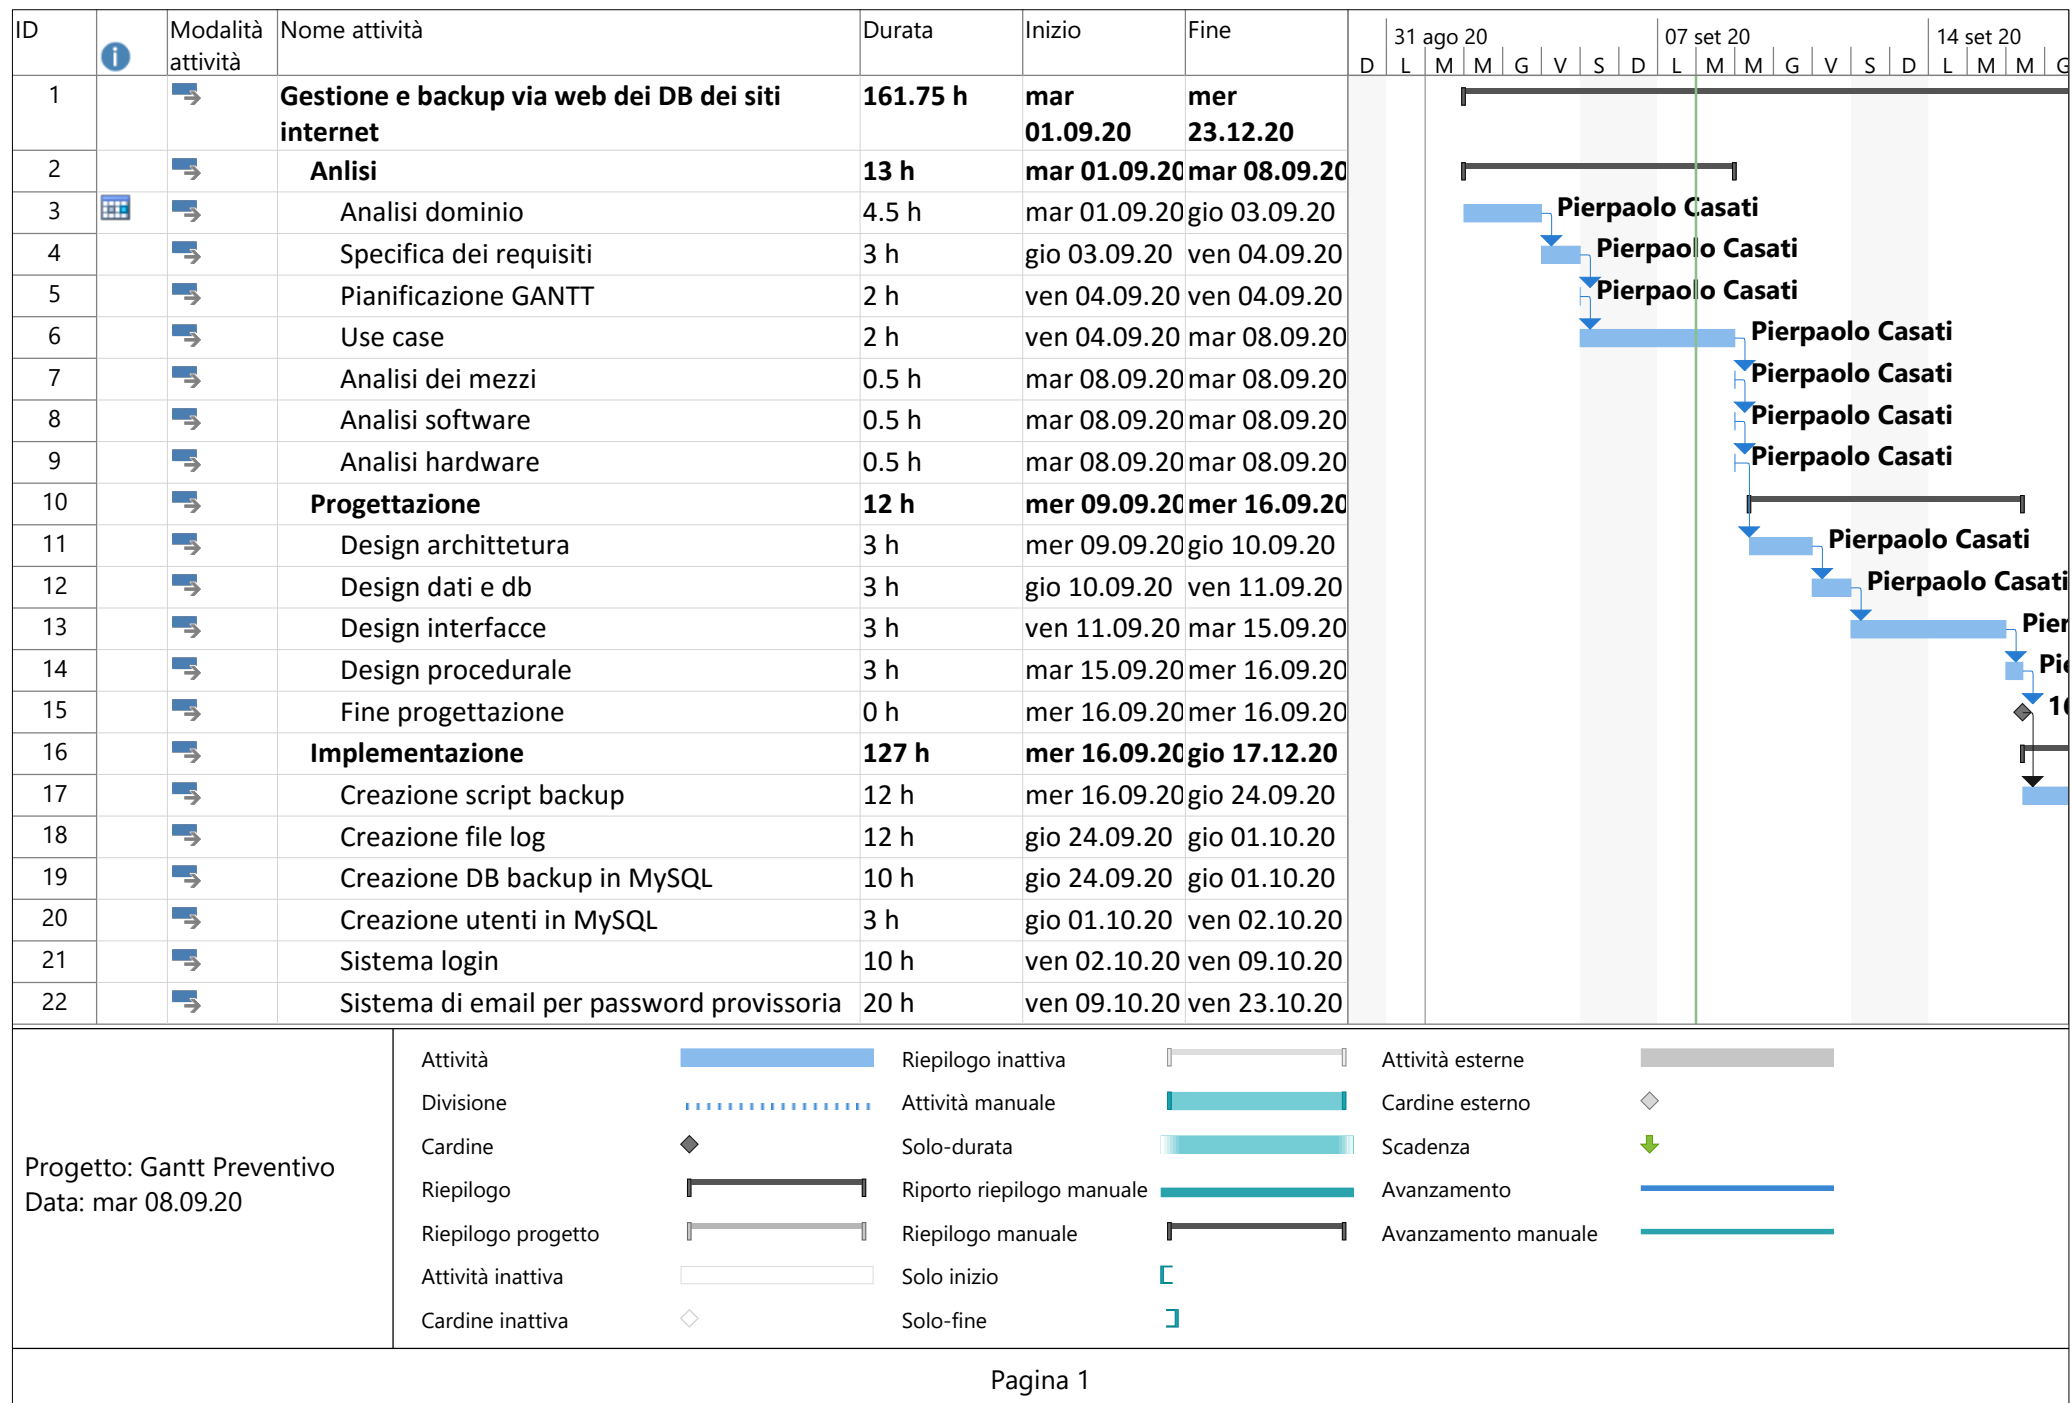 ID Modalità attività Nome attività Durata Inizio Fine
31 ago 20 07 set 20 14 set 20
D L M M G V S D L M M G V S D L M M G
1 Gestione e backup via web dei DB dei siti internet 161.75 h mar 01.09.20 mer 23.12.20
2 Anlisi 13 h mar 01.09.20 mar 08.09.20
3 Analisi dominio 4.5 h mar 01.09.20 gio 03.09.20 Pierpaolo Casati
4 Specifica dei requisiti 3 h gio 03.09.20 ven 04.09.20 Pierpaolo Casati
5 Pianificazione GANTT 2 h ven 04.09.20 ven 04.09.20 Pierpaolo Casati
6 Use case 2 h ven 04.09.20 mar 08.09.20 Pierpaolo Casati
7 Analisi dei mezzi 0.5 h mar 08.09.20 mar 08.09.20 Pierpaolo Casati
8 Analisi software 0.5 h mar 08.09.20 mar 08.09.20 Pierpaolo Casati
9 Analisi hardware 0.5 h mar 08.09.20 mar 08.09.20 Pierpaolo Casati
10 Progettazione 12 h mer 09.09.20 mer 16.09.20
11 Design archittetura 3 h mer 09.09.20 gio 10.09.20 Pierpaolo Casati
12 Design dati e db 3 h gio 10.09.20 ven 11.09.20 Pierpaolo Casati
13 Design interfacce 3 h ven 11.09.20 mar 15.09.20 Pier
14 Design procedurale 3 h mar 15.09.20 mer 16.09.20 Pie
15 Fine progettazione 0 h mer 16.09.20 mer 16.09.20 16
16 Implementazione 127 h mer 16.09.20 gio 17.12.20
17 Creazione script backup 12 h mer 16.09.20 gio 24.09.20
18 Creazione file log 12 h gio 24.09.20 gio 01.10.20
19 Creazione DB backup in MySQL 10 h gio 24.09.20 gio 01.10.20
20 Creazione utenti in MySQL 3 h gio 01.10.20 ven 02.10.20
21 Sistema login 10 h ven 02.10.20 ven 09.10.20
22 Sistema di email per password provissoria 20 h ven 09.10.20 ven 23.10.20
Progetto: Gantt Preventivo
Data: mar 08.09.20
Attività Riepilogo inattiva Attività esterne
Divisione Attività manuale Cardine esterno
Cardine Solo-durata Scadenza
Riepilogo Riporto riepilogo manuale Avanzamento
Riepilogo progetto Riepilogo manuale Avanzamento manuale
Attività inattiva Solo inizio
Cardine inattiva Solo-fine
Pagina 1